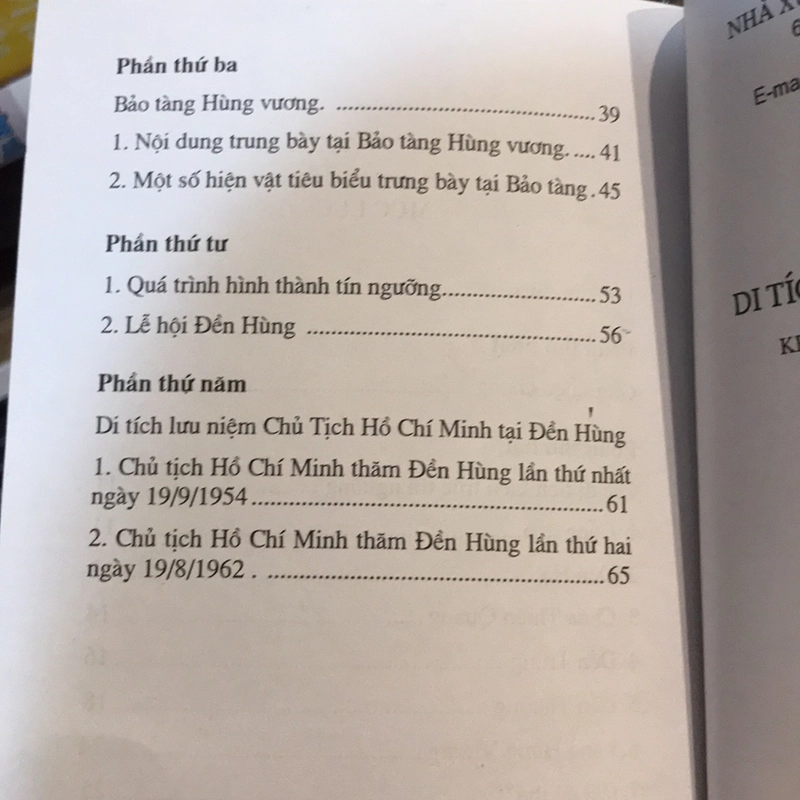 Phần thứ ba
Bảo tàng Hùng vương. ........................................39
1. Nội dung trung bày tại Bảo tàng Hùng vương. .... 41
2. Một số hiện vật tiêu biểu trưng bày tại Bảo tàng . 45
Phần thứ tư
1. Quá trình hình thành tín ngưỡng........................ 53
2. Lễ hội Đền Hùng ............................................. 56
Phần thứ năm
Di tích lưu niệm Chủ Tịch Hồ Chí Minh tại Đền Hùng
1. Chủ tịch Hồ Chí Minh thăm Đền Hùng lần thứ nhất
ngày 19/9/1954 ..................................................... 61
2. Chủ tịch Hồ Chí Minh thăm Đền Hùng lần thứ hai
ngày 19/8/1962 . ................................................... 65
NHÀ
DI TÍC